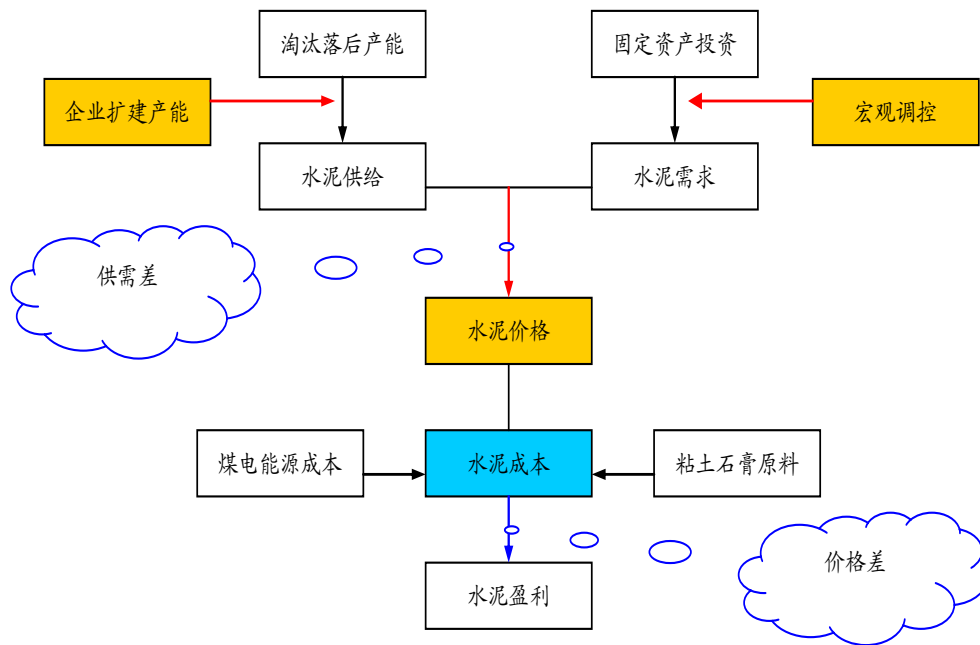 淘汰落后产能
固定资产投资
企业扩建产能
宏观调控
水泥供给
水泥需求
供需差
水泥价格
煤电能源成本
水泥成本
粘土石膏原料
价格差
水泥盈利